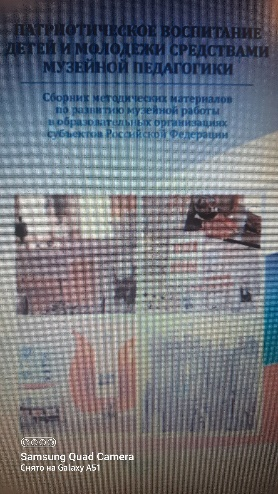 ПАТРИОТИЧЕСКОЕ ВОСПИТАНИЕ
ДЕТЕЙ И МОЛОДЕЖИ СРЕДСТВАМИ
МУЗЕЙНОЙ ПЕДАГОГИКИ
Сборник методических материалов
по развитию музейной работы
в образовательных организациях
субъектов Российской Федерации
Samsung Quad Camera
Снято на Galaxy A51